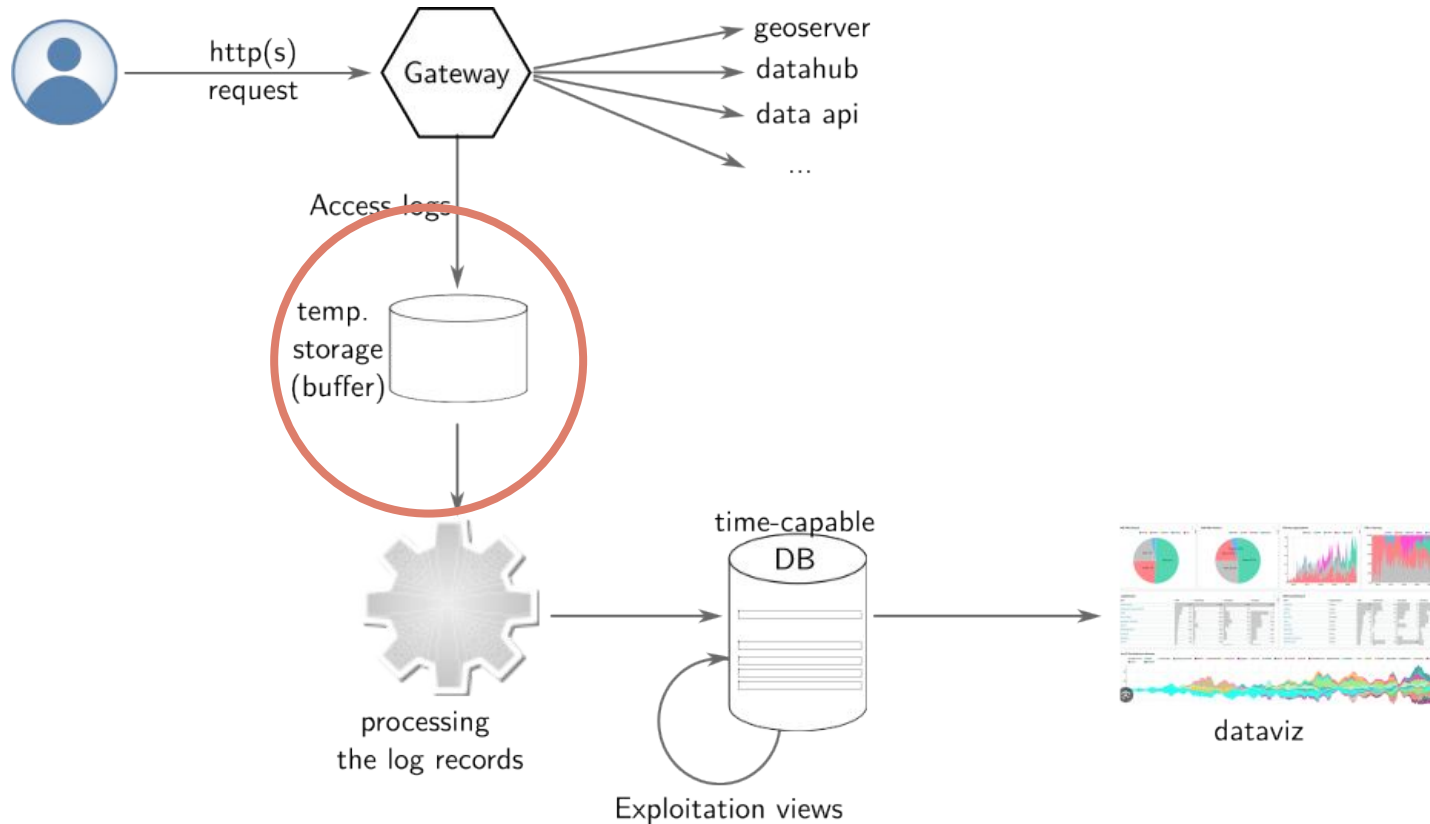 http(s)
request
Gateway
geoserver
datahub
data api
...
Access logs
temp.
storage
(buffer)
time-capable
DB
processing
the log records
Exploitation views
dataviz